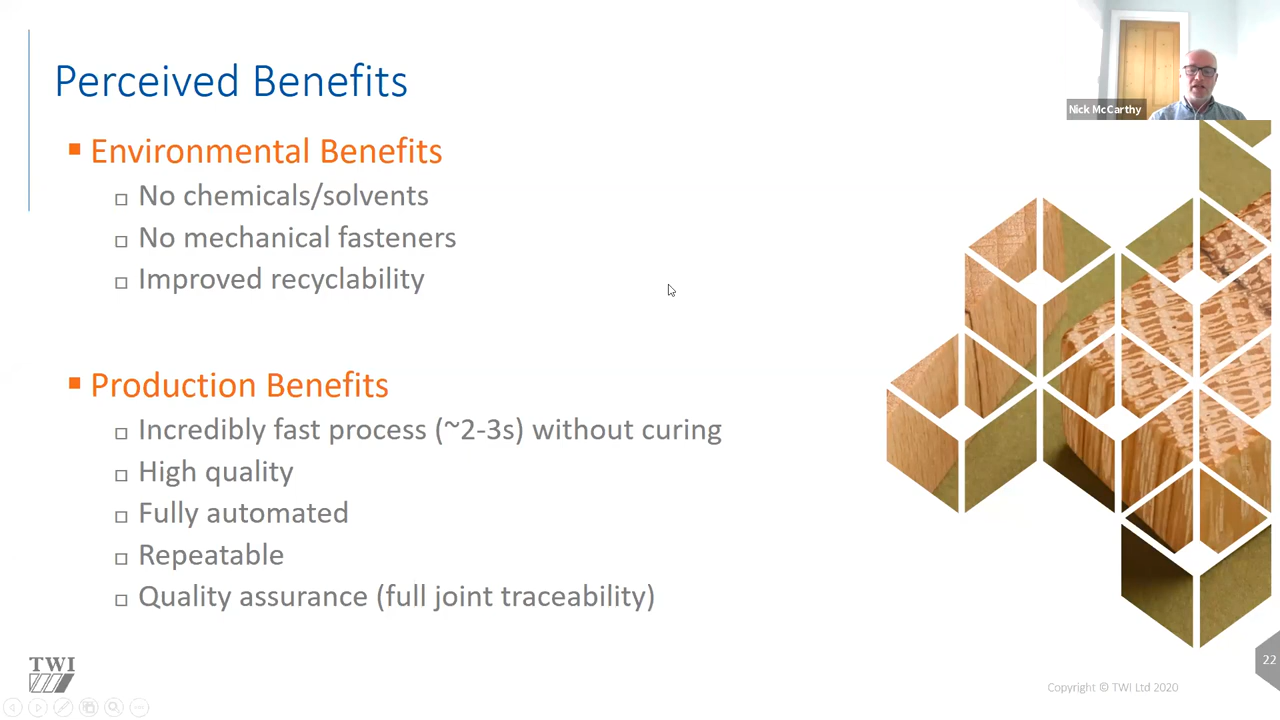 Perceived Benefits
Nick McCarthy
Environmental Benefits
No chemicals/solvents
No mechanical fasteners
Improved recyclability
Production Benefits
Incredibly fast process (~2-3s) without curing
High quality
Fully automated
Repeatable
Quality assurance (full joint traceability)
TWI
Copyright © TWI Ltd 2020
22